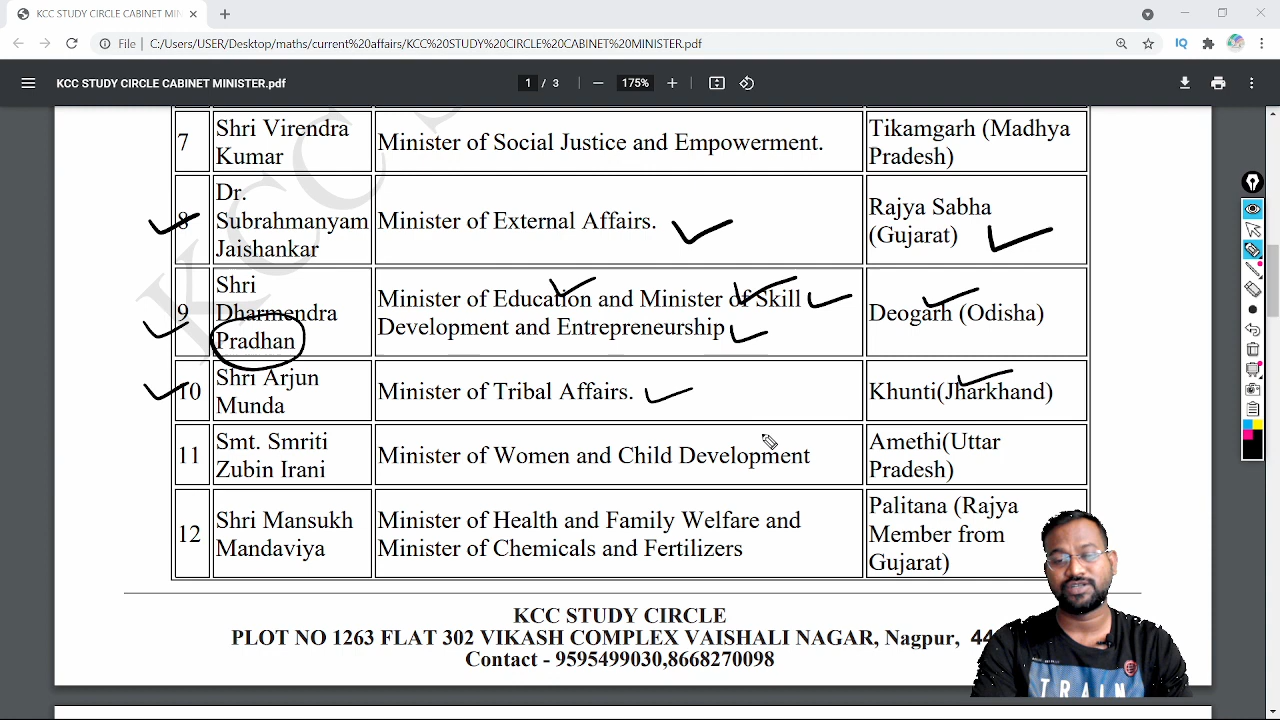 KCC STUDY CIRCLE CABINET MIN
File
C:/Users/USER/Desktop/maths/current%20affairs/KCC%20STUDY%20CIRCLE%20CABINET%20MINISTER.pdf
IQ
KCC STUDY CIRCLE CABINET MINISTER.pdf
1 / 3
175%
KCC
7
Shri Virendra
Kumar
Minister of Social Justice and Empowerment.
Tikamgarh (Madhya
Pradesh)
8
Dr.
Subrahmanyam
Jaishankar
Minister of External Affairs.
Rajya Sabha
(Gujarat)
9
Shri
Dharmendra
Pradhan
Minister of Education and Minister of Skill
Development and Entrepreneurship
Deogarh (Odisha)
10
Shri Arjun
Munda
Minister of Tribal Affairs.
Khunti(Jharkhand)
11
Smt. Smriti
Zubin Irani
Minister of Women and Child Development
Amethi(Uttar
Pradesh)
12
Shri Mansukh
Mandaviya
Minister of Health and Family Welfare and
Minister of Chemicals and Fertilizers
Palitana (Rajya
Member from
Gujarat)
KCC STUDY CIRCLE
PLOT NO 1263 FLAT 302 VIKASH COMPLEX VAISHALI NAGAR, Nagpur, 44
Contact - 9595499030,8668270098
TRAIN